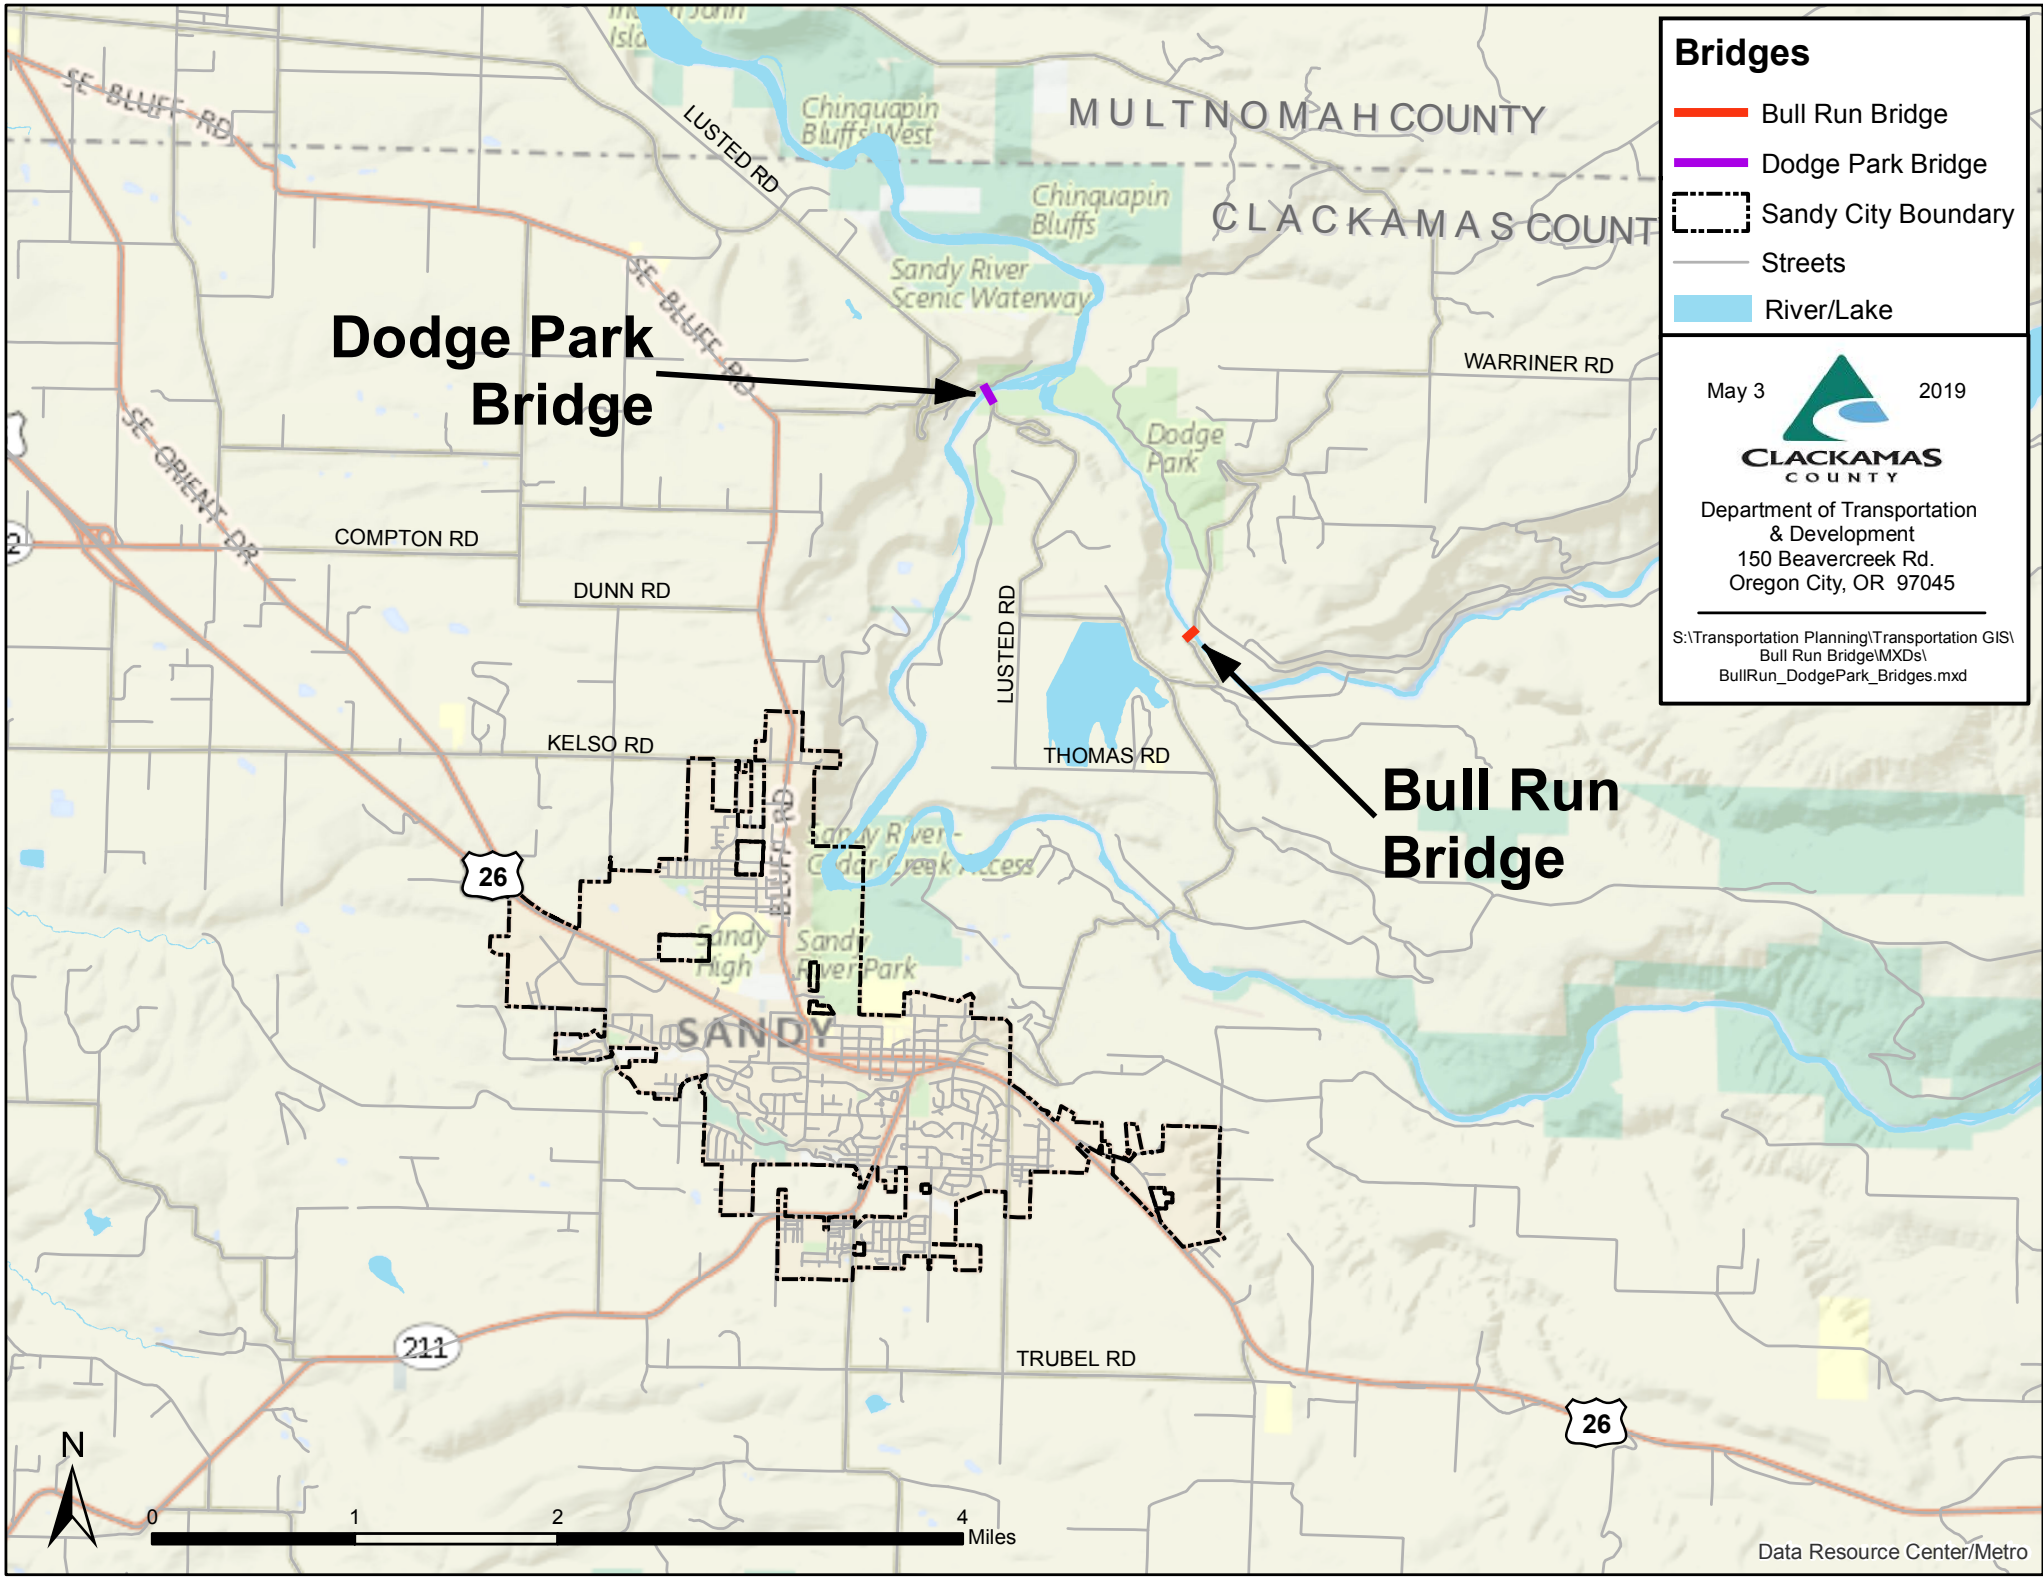 Isla
SE BLUFF RD
Chinquapin
Bluffs West
LUSTED RD
MULTNOMAH COUNTY
Chinquapin
Bluffs
CLACKAMAS COUNT
Sandy River
Scenic Waterway
SE BLUFF RD
Dodge Park
Bridge
WARRINER RD
SE ORIENT DR
Dodge
Park
COMPTON RD
DUNN RD
LUSTED RD
KELSO RD
THOMAS RD
Bull Run
Bridge
BLUFF RD
Sandy River -
Cedar Creek Access
26
Sandy
High
Sandy
River Park
SANDY
211
TRUBEL RD
26
N
0 1 2 4
Miles
Data Resource Center/Metro
Bridges
Bull Run Bridge
Dodge Park Bridge
Sandy City Boundary
Streets
River/Lake
May 3 2019
CLACKAMAS
COUNTY
Department of Transportation
& Development
150 Beavercreek Rd.
Oregon City, OR 97045
S:\Transportation Planning\Transportation GIS\
Bull Run Bridge\MXDs\
BullRun_DodgePark_Bridges.mxd